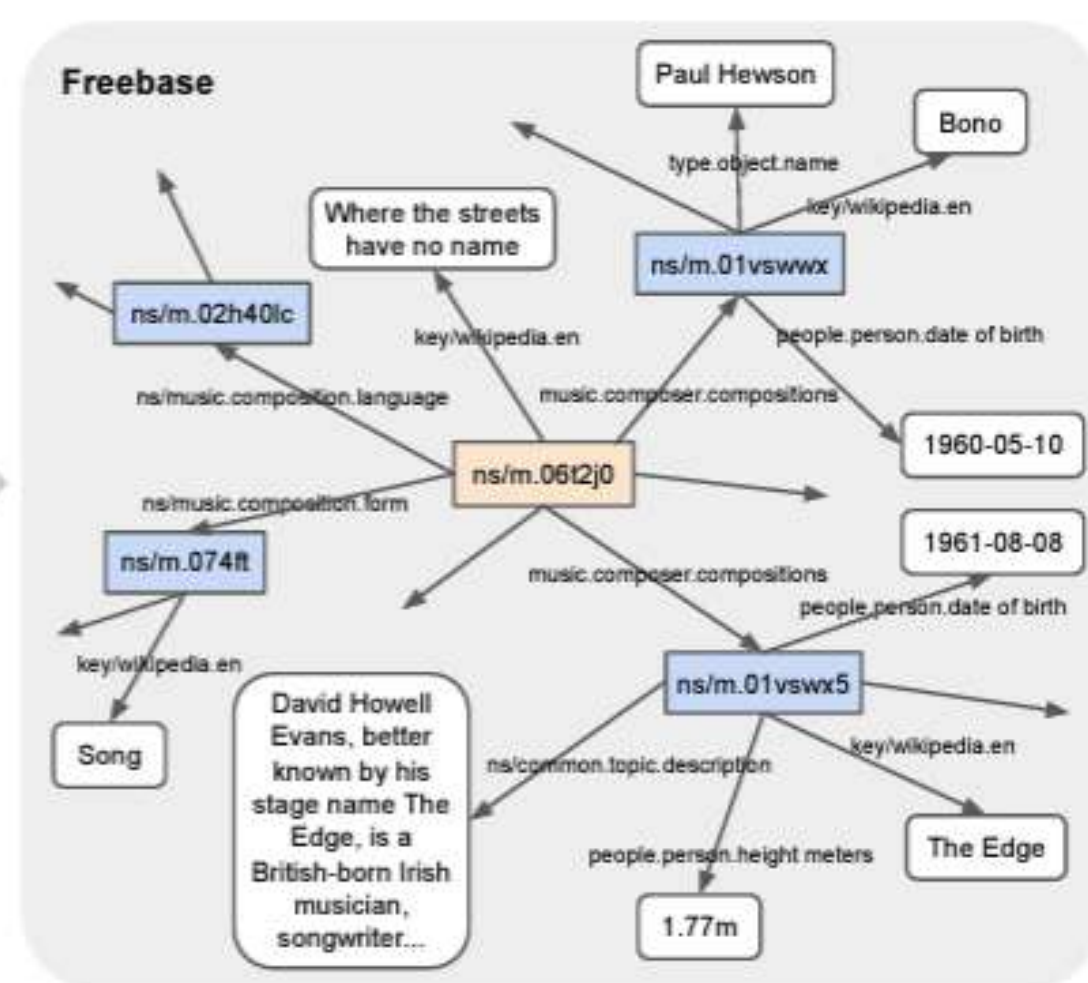 Freebase
Paul Hewson
Bono
type.object.name
key/wikipedia.en
Where the streets
have no name
ns/m.01vswwx
ns/m.02h40lc
key/wikipedia.en
people.person.date of birth
ns/music.composition.language
music.composer.compositions
1960-05-10
ns/m.06t2j0
ns/music.composition.form
1961-08-08
ns/m.074ft
music.composer.compositions
people.person.date of birth
key/wikipedia.en
ns/m.01vswx5
David Howell
Evans, better
known by his
stage name The
Edge, is a
British-born Irish
musician,
songwriter...
Song
ns/common.topic.description
key/wikipedia.en
people.person.height meters
The Edge
1.77m